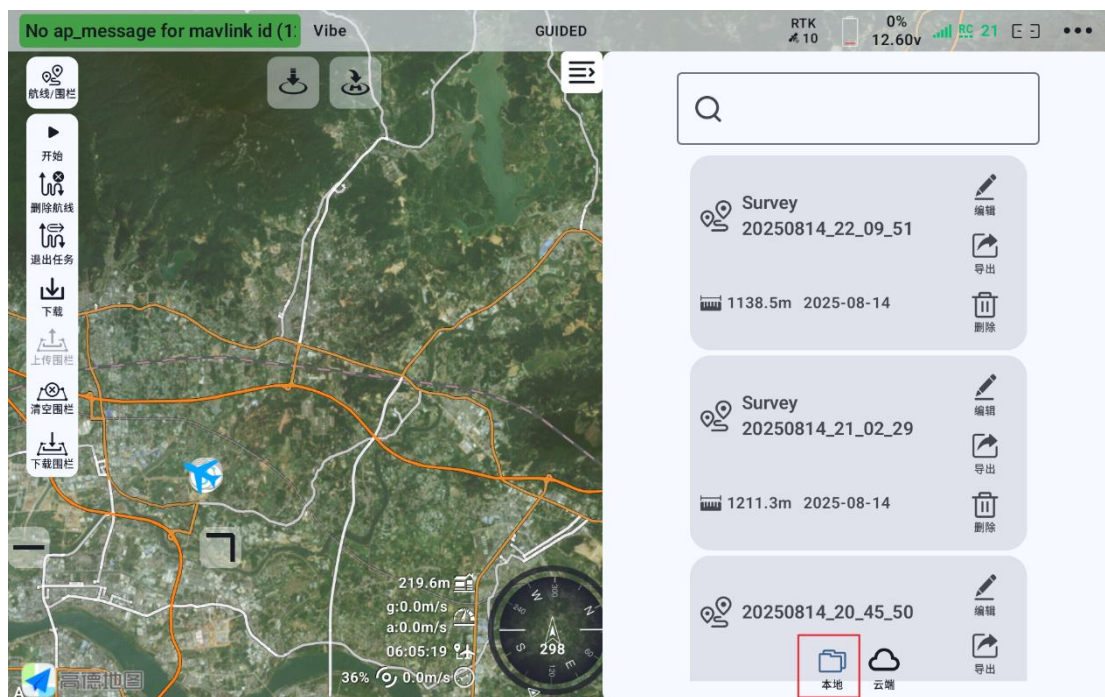 No ap_message for mavlink id (1:
Vibe
GUIDED
RTK
10
0%
12.60v
RC 21
航线/围栏
开始
删除航线
退出任务
下载
上传围栏
清空围栏
下载围栏
219.6m
g:0.0m/s
a:0.0m/s
06:05:19
36%
0.0m/s
300
N
W
240
S
298
E
120
高德地图
Survey
20250814_22_09_51
编辑
导出
1138.5m 2025-08-14
删除
Survey
20250814_21_02_29
编辑
导出
1211.3m 2025-08-14
删除
20250814_20_45_50
编辑
导出
本地
云端